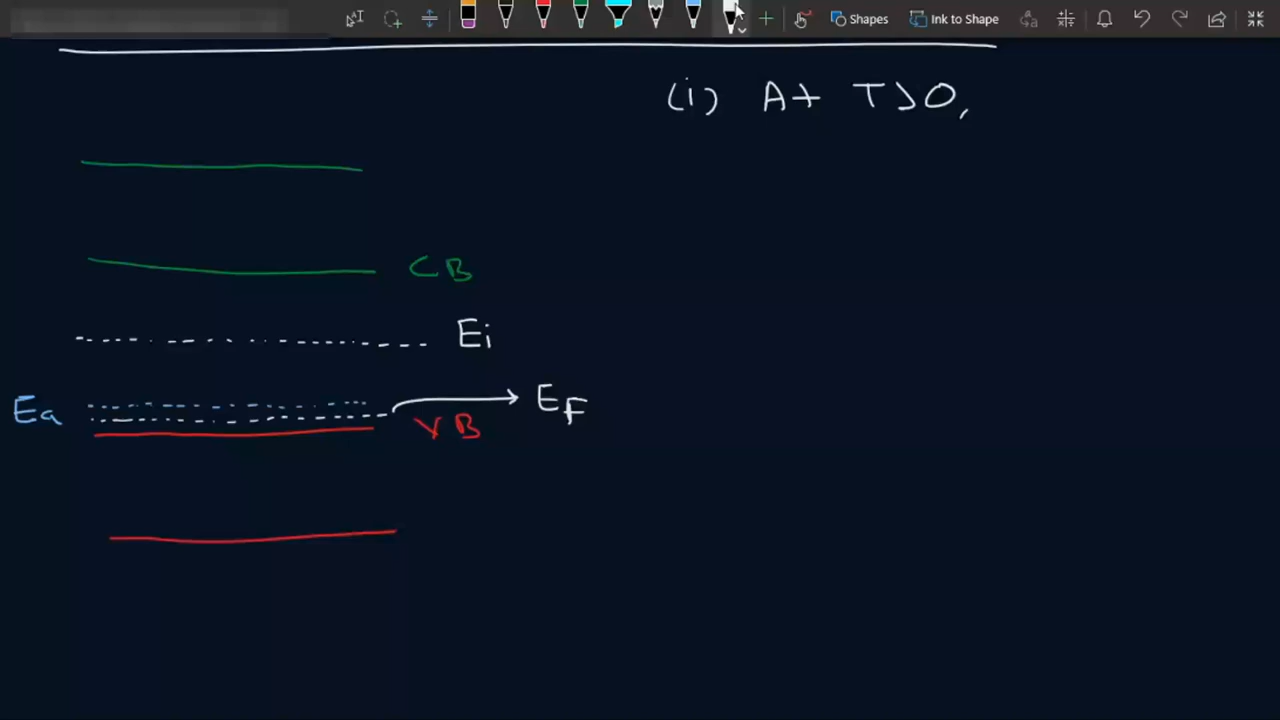 Shapes
Ink to Shape
(i) At T>0,
CB
Ei
Ea
EF
VB